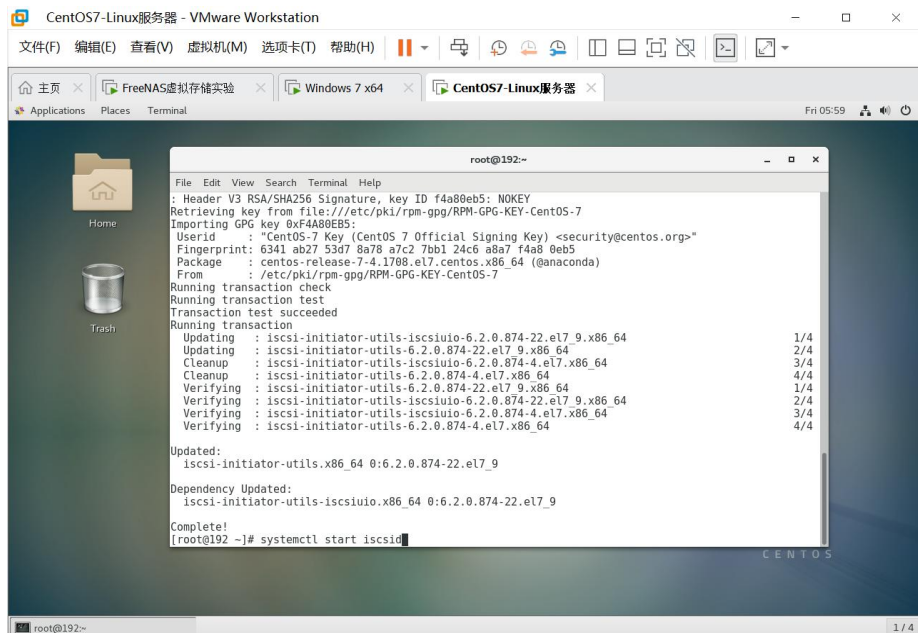 CentOS7-Linux服务器 - VMware Workstation
文件(F) 编辑(E) 查看(V) 虚拟机(M) 选项卡(T) 帮助(H)
主页 FreeNAS虚拟存储实验 Windows 7 x64 CentOS7-Linux服务器
Applications Places Terminal Fri 05:59
root@192:~
File Edit View Search Terminal Help
: Header V3 RSA/SHA256 Signature, key ID f4a80eb5: NOKEY
Retrieving key from file:///etc/pki/rpm-gpg/RPM-GPG-KEY-CentOS-7
Importing GPG key 0xF4A80EB5:
Userid : "CentOS-7 Key (CentOS 7 Official Signing Key) <security@centos.org>"
Fingerprint: 6341 ab27 53d7 8a78 a7c2 7bb1 24c6 a8a7 f4a8 0eb5
Package : centos-release-7-4.1708.el7.centos.x86_64 (@anaconda)
From : /etc/pki/rpm-gpg/RPM-GPG-KEY-CentOS-7
Running transaction check
Running transaction test
Transaction test succeeded
Running transaction
Updating : iscsi-initiator-utils-iscsiuio-6.2.0.874-22.el7_9.x86_64 1/4
Updating : iscsi-initiator-utils-6.2.0.874-22.el7_9.x86_64 2/4
Cleanup : iscsi-initiator-utils-iscsiuio-6.2.0.874-4.el7.x86_64 3/4
Cleanup : iscsi-initiator-utils-6.2.0.874-4.el7.x86_64 4/4
Verifying : iscsi-initiator-utils-6.2.0.874-22.el7_9.x86_64 1/4
Verifying : iscsi-initiator-utils-iscsiuio-6.2.0.874-22.el7_9.x86_64 2/4
Verifying : iscsi-initiator-utils-iscsiuio-6.2.0.874-4.el7.x86_64 3/4
Verifying : iscsi-initiator-utils-6.2.0.874-4.el7.x86_64 4/4
Updated:
iscsi-initiator-utils.x86_64 0:6.2.0.874-22.el7_9
Dependency Updated:
iscsi-initiator-utils-iscsiuio.x86_64 0:6.2.0.874-22.el7_9
Complete!
[root@192 ~]# systemctl start iscsid
Home
Trash
CENTOS
root@192:~ 1 / 4